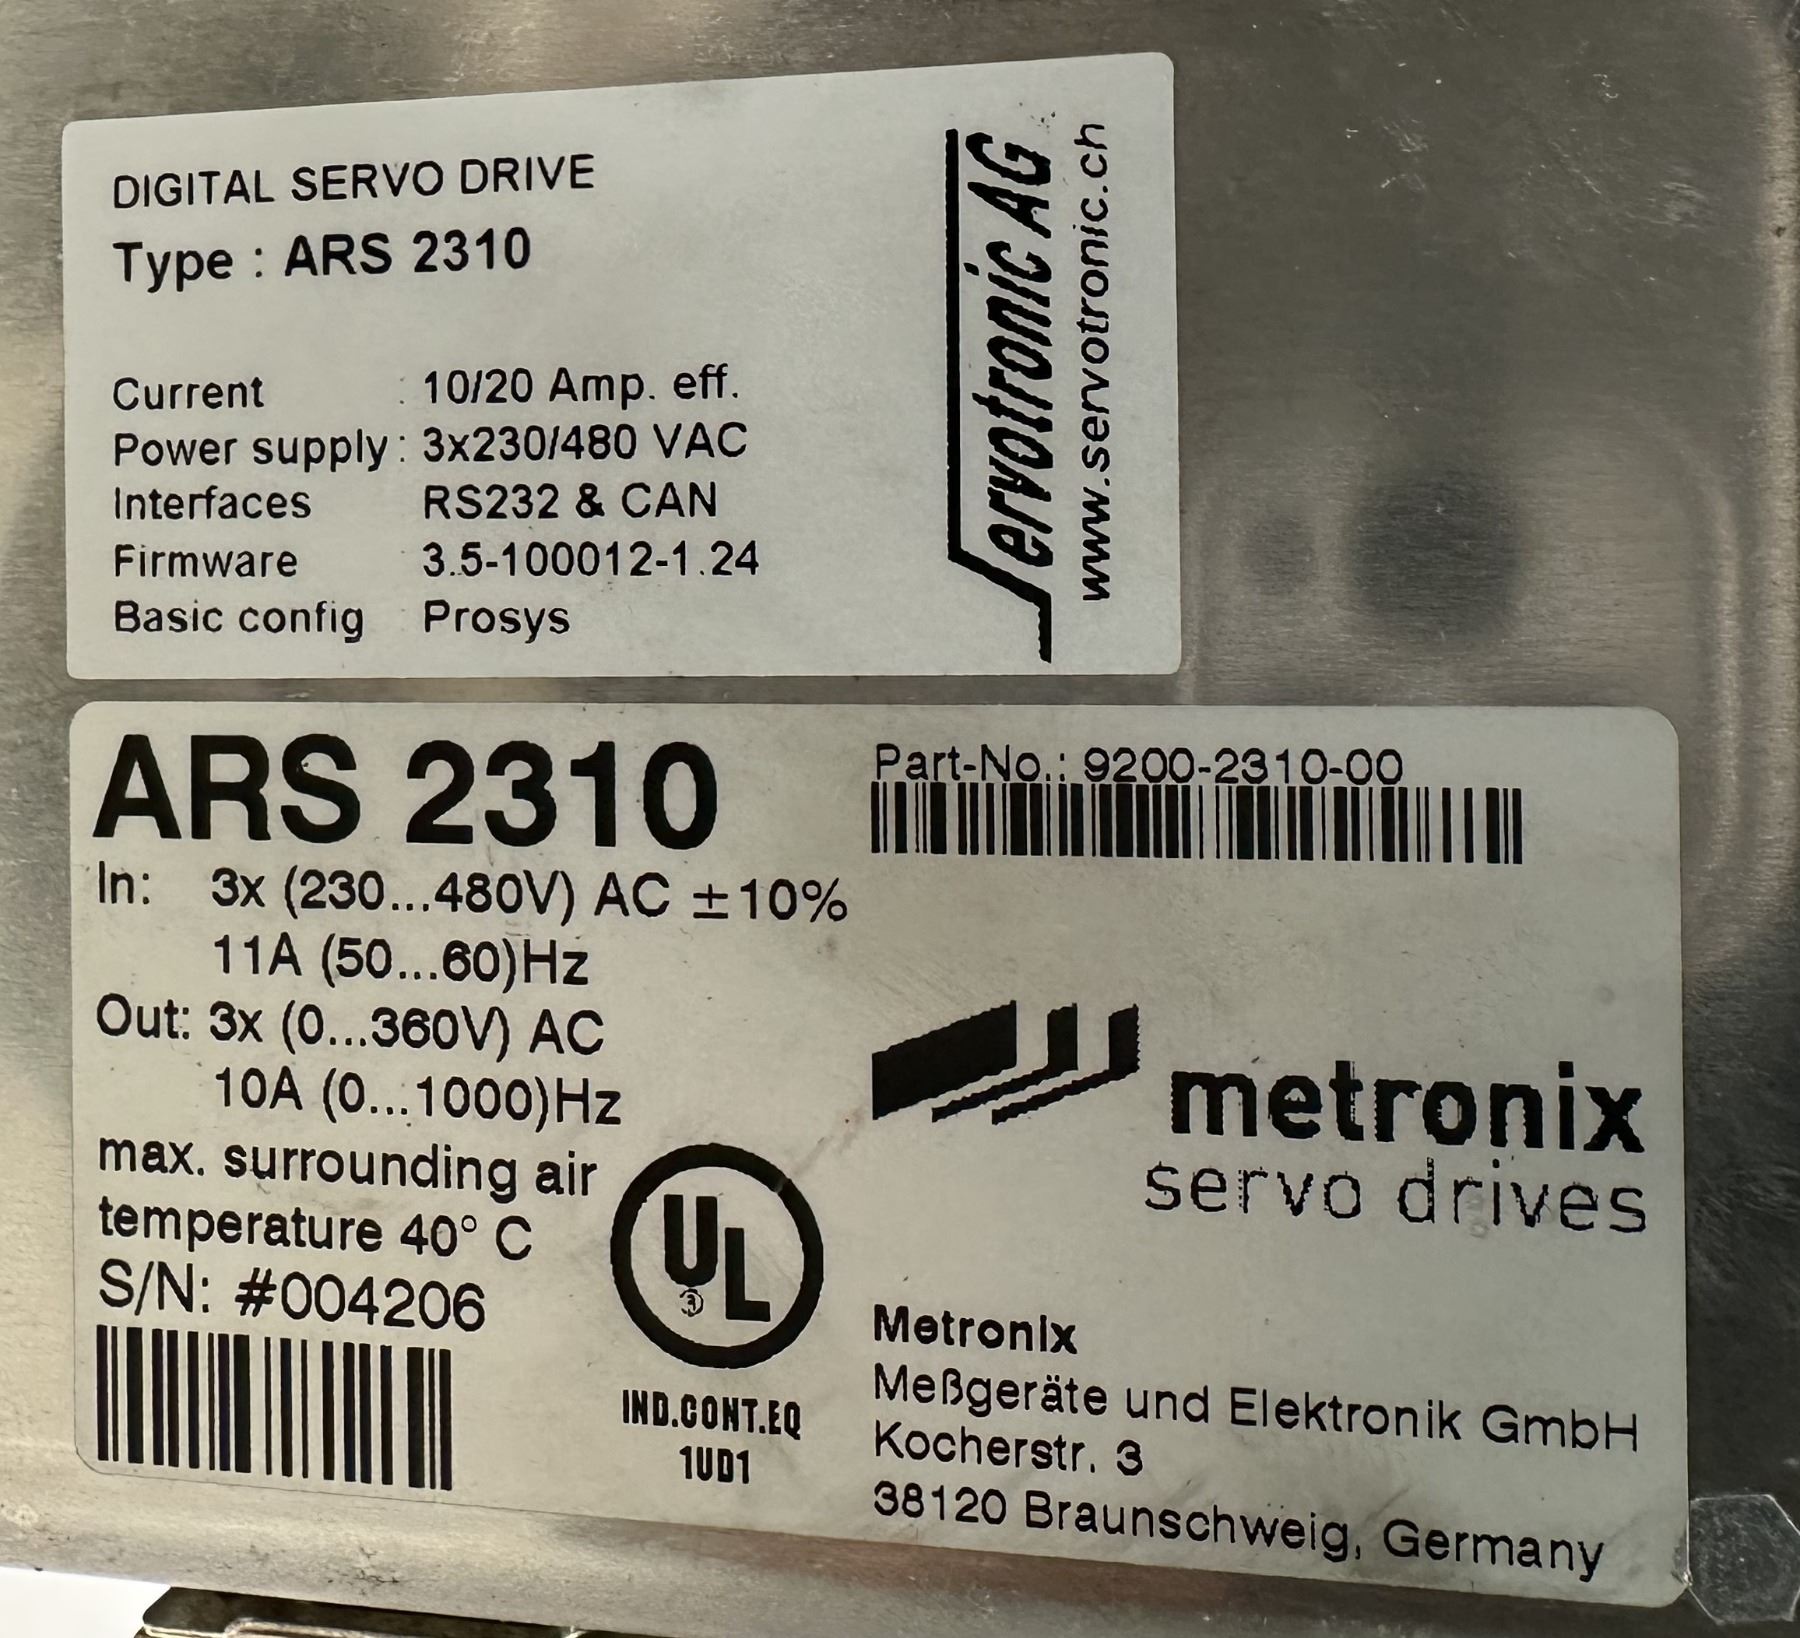 DIGITAL SERVO DRIVE
Type : ARS 2310
Current : 10/20 Amp. eff.
Power supply : 3x230/480 VAC
Interfaces RS232 & CAN
Firmware : 3.5-100012-1.24
Basic config : Prosys
Servotronic AG
www.servotronic.ch
ARS 2310
Part-No.: 9200-2310-00
In: 3x (230...480V) AC ±10%
11A (50...60)Hz
Out: 3x (0...360V) AC
10A (0...1000)Hz
max. surrounding air
temperature 40° C
S/N: #004206
UL
IND.CONT.EQ
1UD1
metronix
servo drives
Metronix
Meßgeräte und Elektronik GmbH
Kocherstr. 3
38120 Braunschweig, Germany